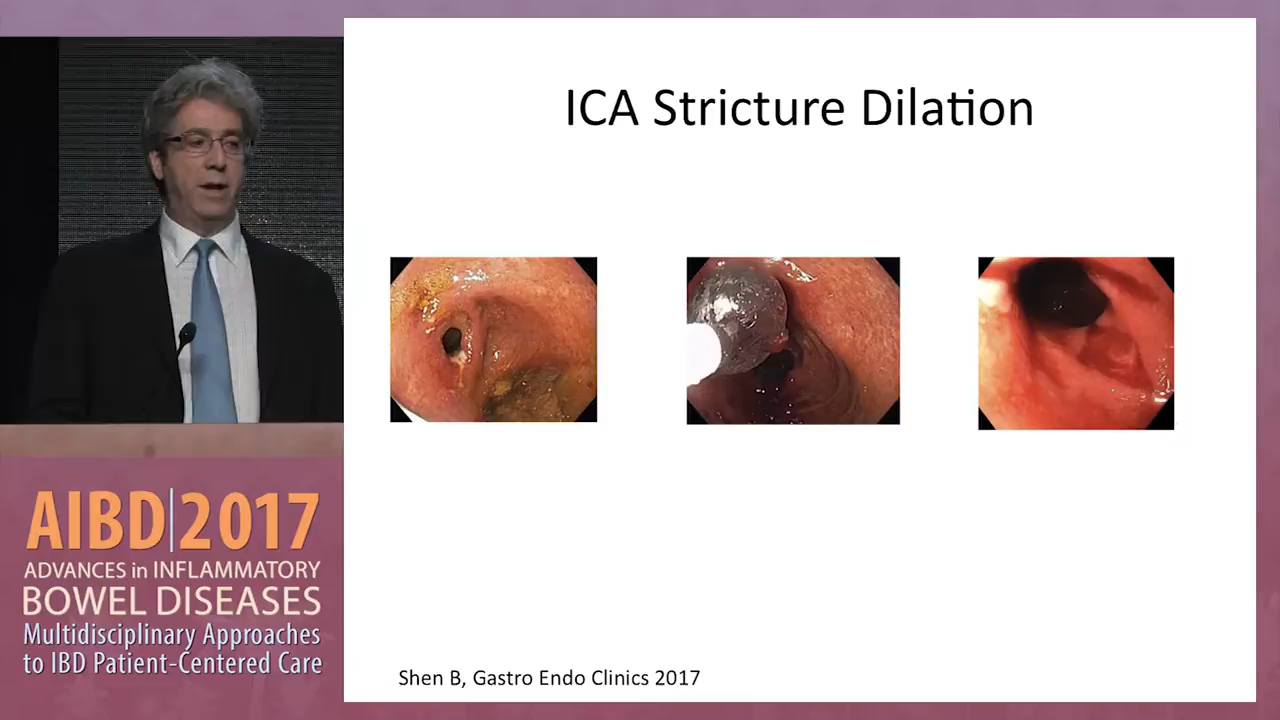 ICA Stricture Dilation
Shen B, Gastro Endo Clinics 2017
AIBD|2017
ADVANCES in INFLAMMATORY
BOWEL DISEASES
Multidisciplinary Approaches
to IBD Patient-Centered Care